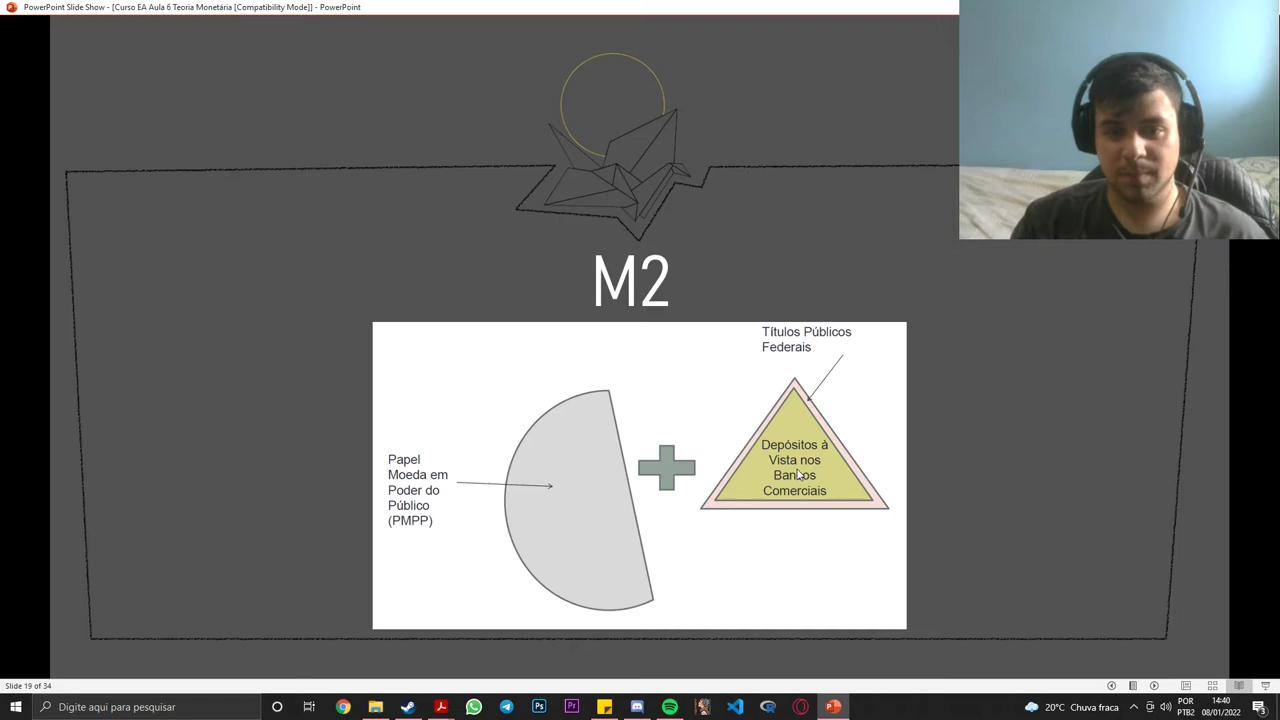 PowerPoint Slide Show - [Curso EA Aula 6 Teoria Monetária [Compatibility Mode]] - PowerPoint
M2
Títulos Públicos
Federais
Papel
Moeda em
Poder do
Público
(PMPP)
Depósitos à
Vista nos
Bancos
Comerciais
Slide 19 of 34
Digite aqui para pesquisar
Ps
Pr
20°C Chuva fraca
POR
PTB2
14:40
08/01/2022